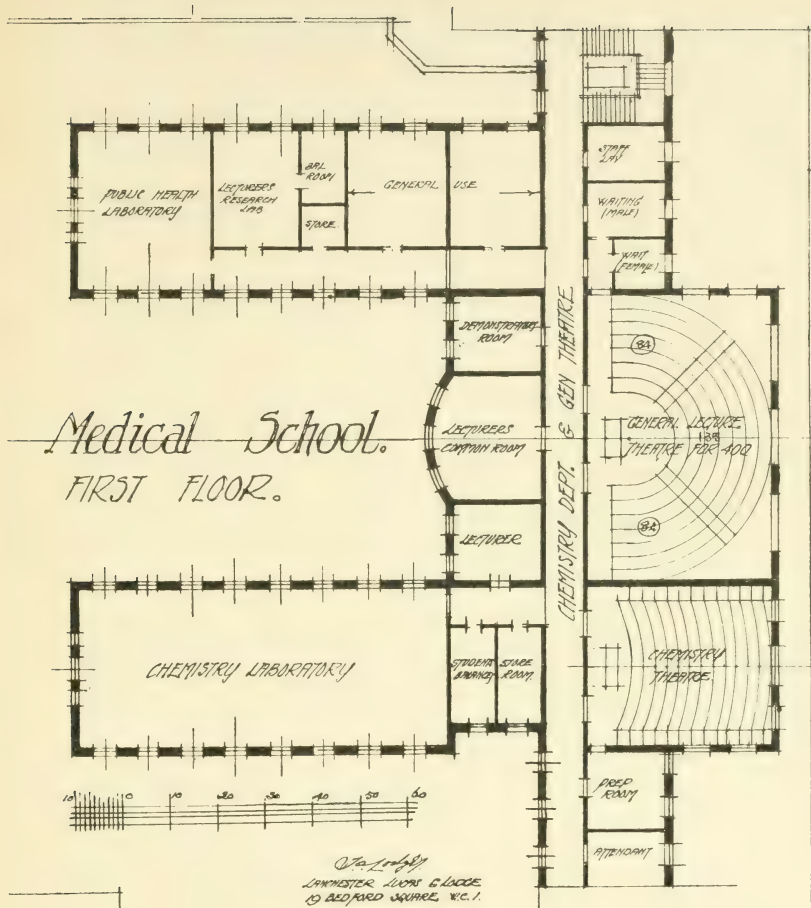 STAFF
LAV
PUBLIC HEALTH
LABORATORY
LECTURERS
RESEARCH
LAB
BAL
ROOM
STORE
GENERAL USE
WAITING
(MALE)
WAIT
FEMALE)
DEMONSTRATORS
ROOM
CHEMISTRY DEPT. & GEN THEATRE
84
GENERAL LECTURE
THEATRE FOR 400
84
Medical School.
FIRST FLOOR.
LECTURERS
COMMON ROOM
LECTURER
CHEMISTRY LABORATORY
STUDENTS
BALANCE
STORE
ROOM.
CHEMISTRY
THEATRE.
PREP
ROOM
ATTENDANT
10 0 10 20 30 40 50 60
LANCHESTER LUCAS & LODGE
19 BEDFORD SQUARE, W.C.1.